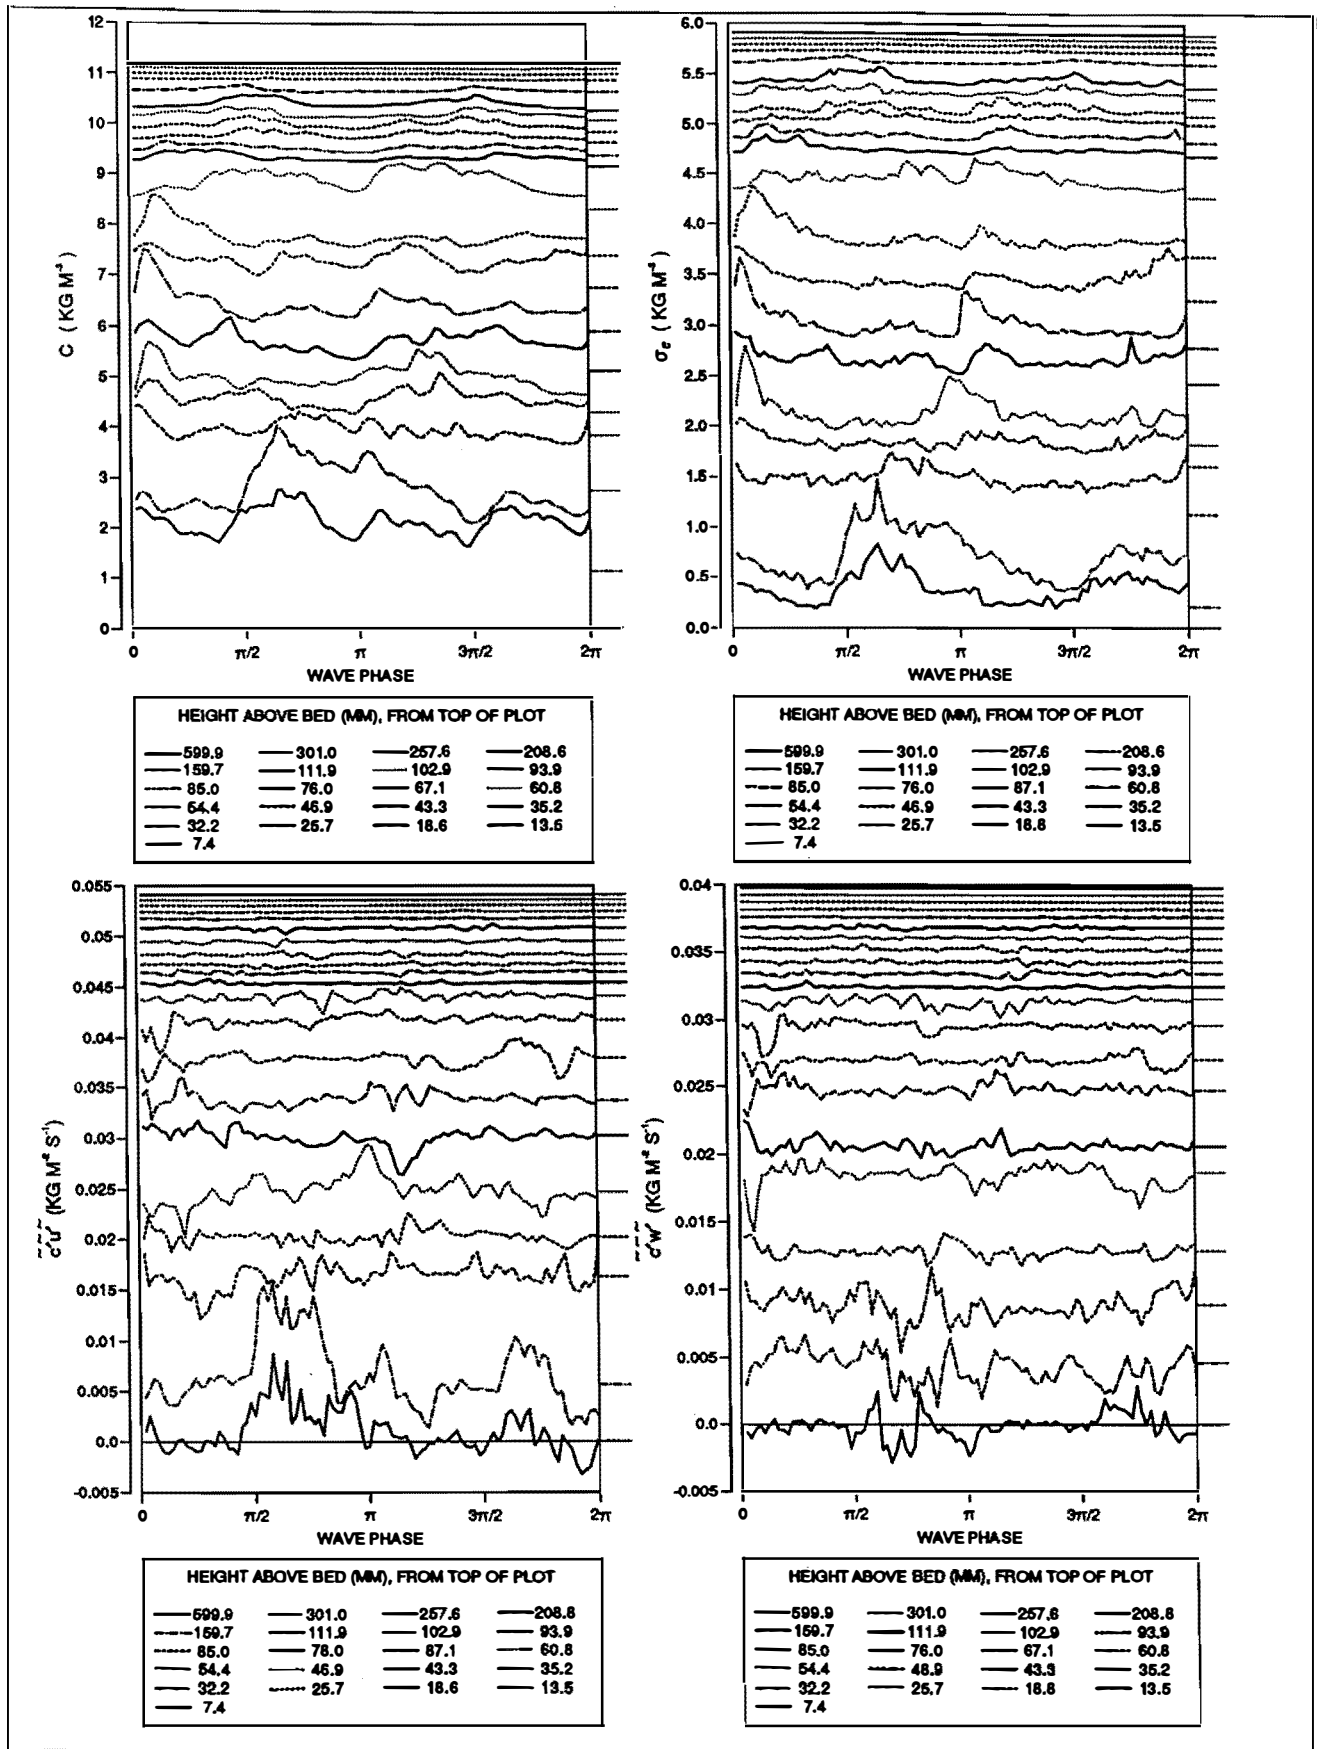 12
11
10
9
8
7
6
5
4
3
2
1
0
C (KG M⁻³)
0 π/2 π 3π/2 2π
WAVE PHASE
HEIGHT ABOVE BED (MM), FROM TOP OF PLOT
599.9 301.0 257.6 208.6
159.7 111.9 102.9 93.9
85.0 76.0 67.1 60.8
54.4 46.9 43.3 35.2
32.2 25.7 18.6 13.5
7.4
6.0
5.5
5.0
4.5
4.0
3.5
3.0
2.5
2.0
1.5
1.0
0.5
0.0
σe (KG M⁻³)
0 π/2 π 3π/2 2π
WAVE PHASE
HEIGHT ABOVE BED (MM), FROM TOP OF PLOT
599.9 301.0 257.6 208.6
159.7 111.9 102.9 93.9
85.0 76.0 87.1 60.8
54.4 46.9 43.3 35.2
32.2 25.7 18.8 13.5
7.4
0.055
0.05
0.045
0.04
0.035
0.03
0.025
0.02
0.015
0.01
0.005
0.0
-0.005
c'u' (KG M⁻² S⁻¹)
0 π/2 π 3π/2 2π
WAVE PHASE
HEIGHT ABOVE BED (MM), FROM TOP OF PLOT
599.9 301.0 257.6 208.8
159.7 111.9 102.9 93.9
85.0 76.0 87.1 60.8
54.4 46.9 43.3 35.2
32.2 25.7 18.6 13.5
7.4
0.04
0.035
0.03
0.025
0.02
0.015
0.01
0.005
0.0
-0.005
c'w' (KG M⁻² S⁻¹)
0 π/2 π 3π/2 2π
WAVE PHASE
HEIGHT ABOVE BED (MM), FROM TOP OF PLOT
599.9 301.0 257.6 208.8
159.7 111.9 102.9 93.9
85.0 76.0 67.1 60.8
54.4 48.9 43.3 35.2
32.2 25.7 18.8 13.5
7.4